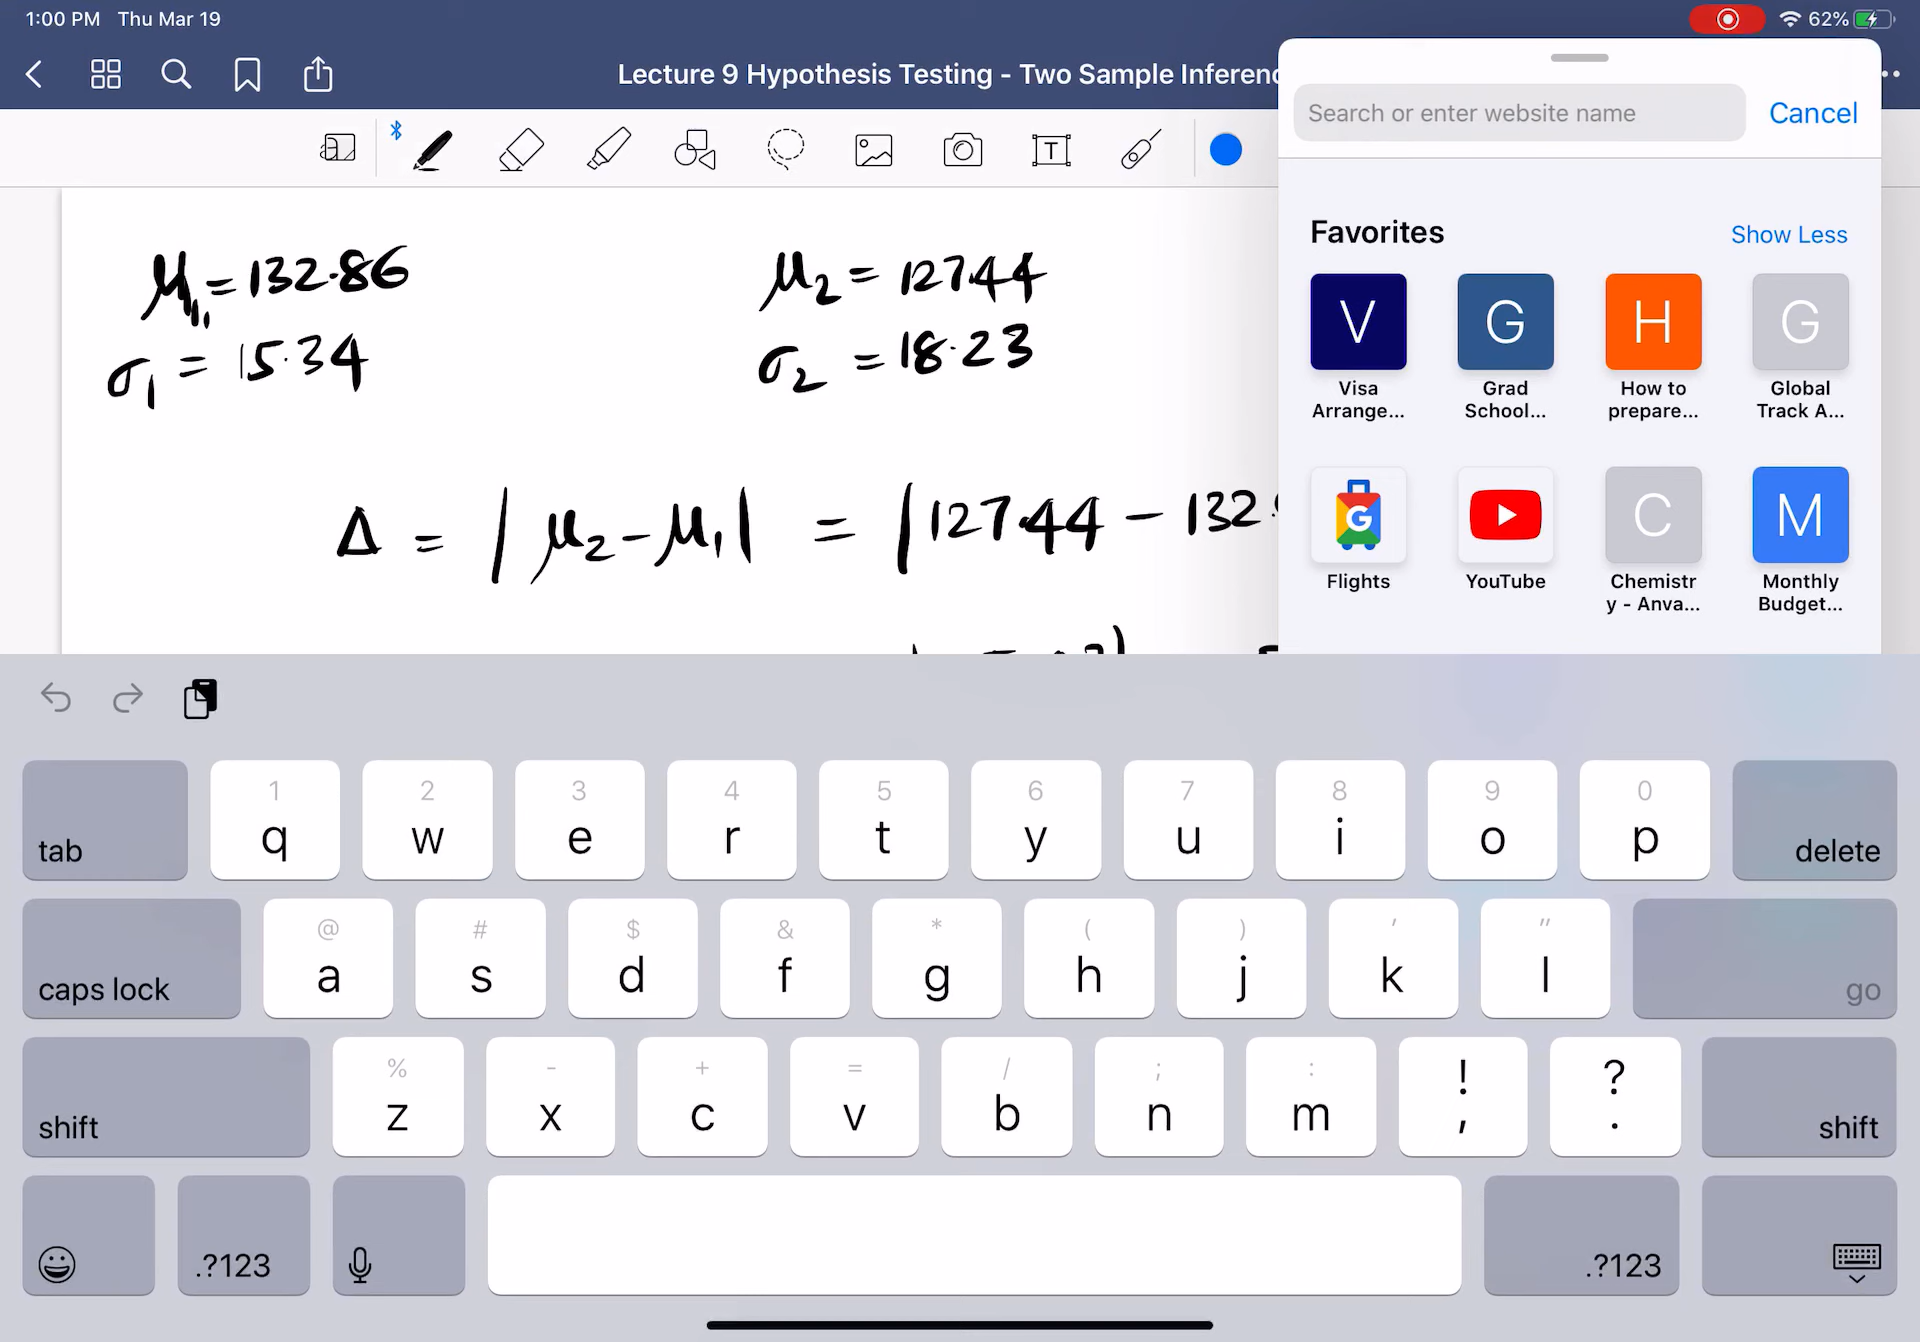 1:00 PM Thu Mar 19
62%
Lecture 9 Hypothesis Testing - Two Sample Inferenc
Search or enter website name
Cancel
a
T
μ₁ = 132.86
μ₂ = 127.44
σ₁ = 15.34
σ₂ = 18.23
Δ = | μ₂ - μ₁ | = | 127.44 - 132.
Favorites
Show Less
V
G
H
G
Visa Arrange...
Grad School...
How to prepare...
Global Track A...
G
C
M
Flights
YouTube
Chemistr y - Anva...
Monthly Budget...
1 2 3 4 5 6 7 8 9 0
tab q w e r t y u i o p delete
@ # $ & * ( ) ' "
caps lock a s d f g h j k l go
% - + = / ; : ! ?
shift z x c v b n m , . shift
.?123 .?123